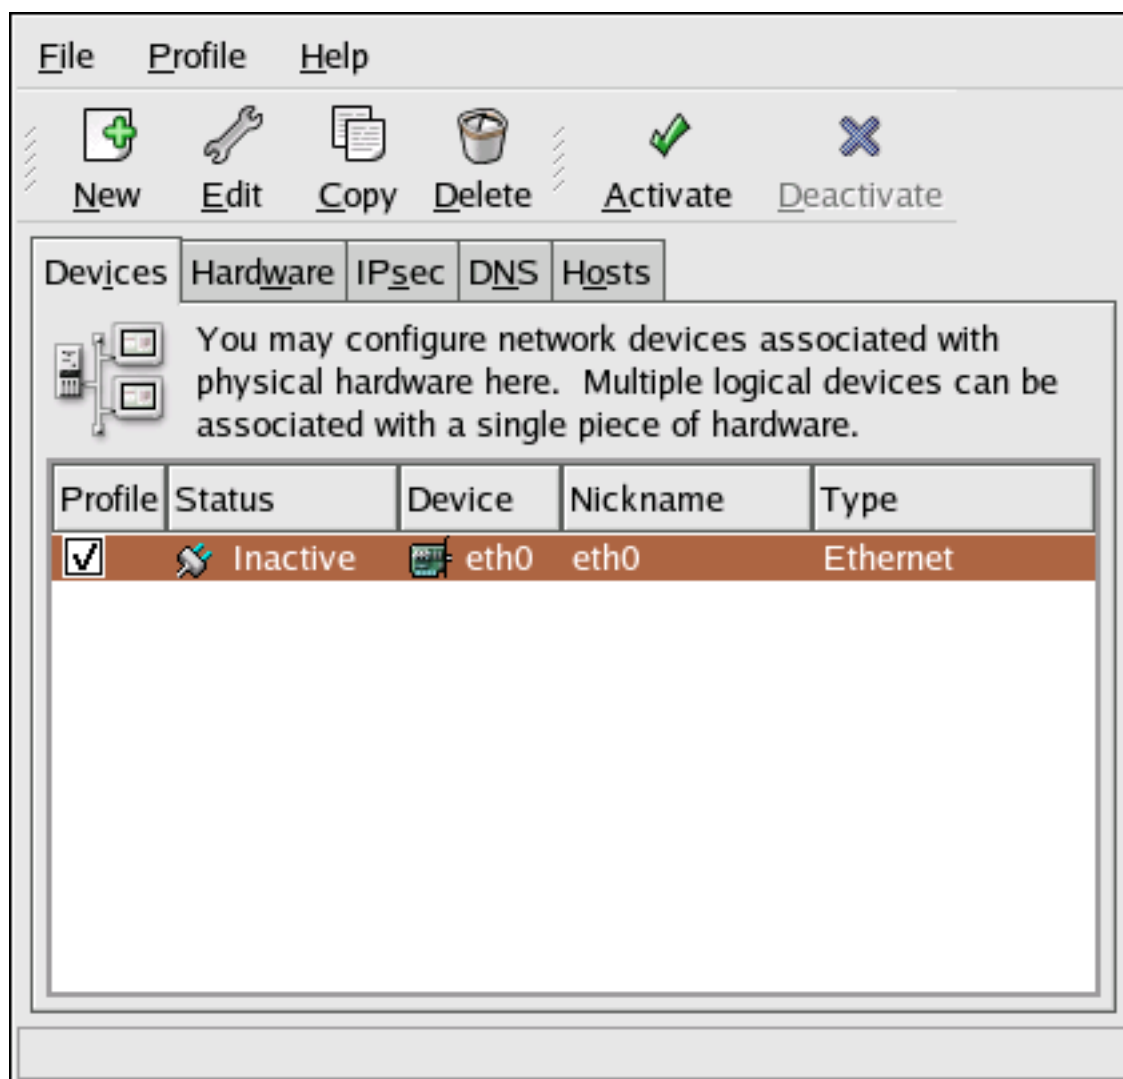 File Profile Help
New Edit Copy Delete Activate Deactivate
Devices Hardware IPsec DNS Hosts
You may configure network devices associated with
physical hardware here.  Multiple logical devices can be
associated with a single piece of hardware.
Profile Status Device Nickname Type
Inactive eth0 eth0 Ethernet